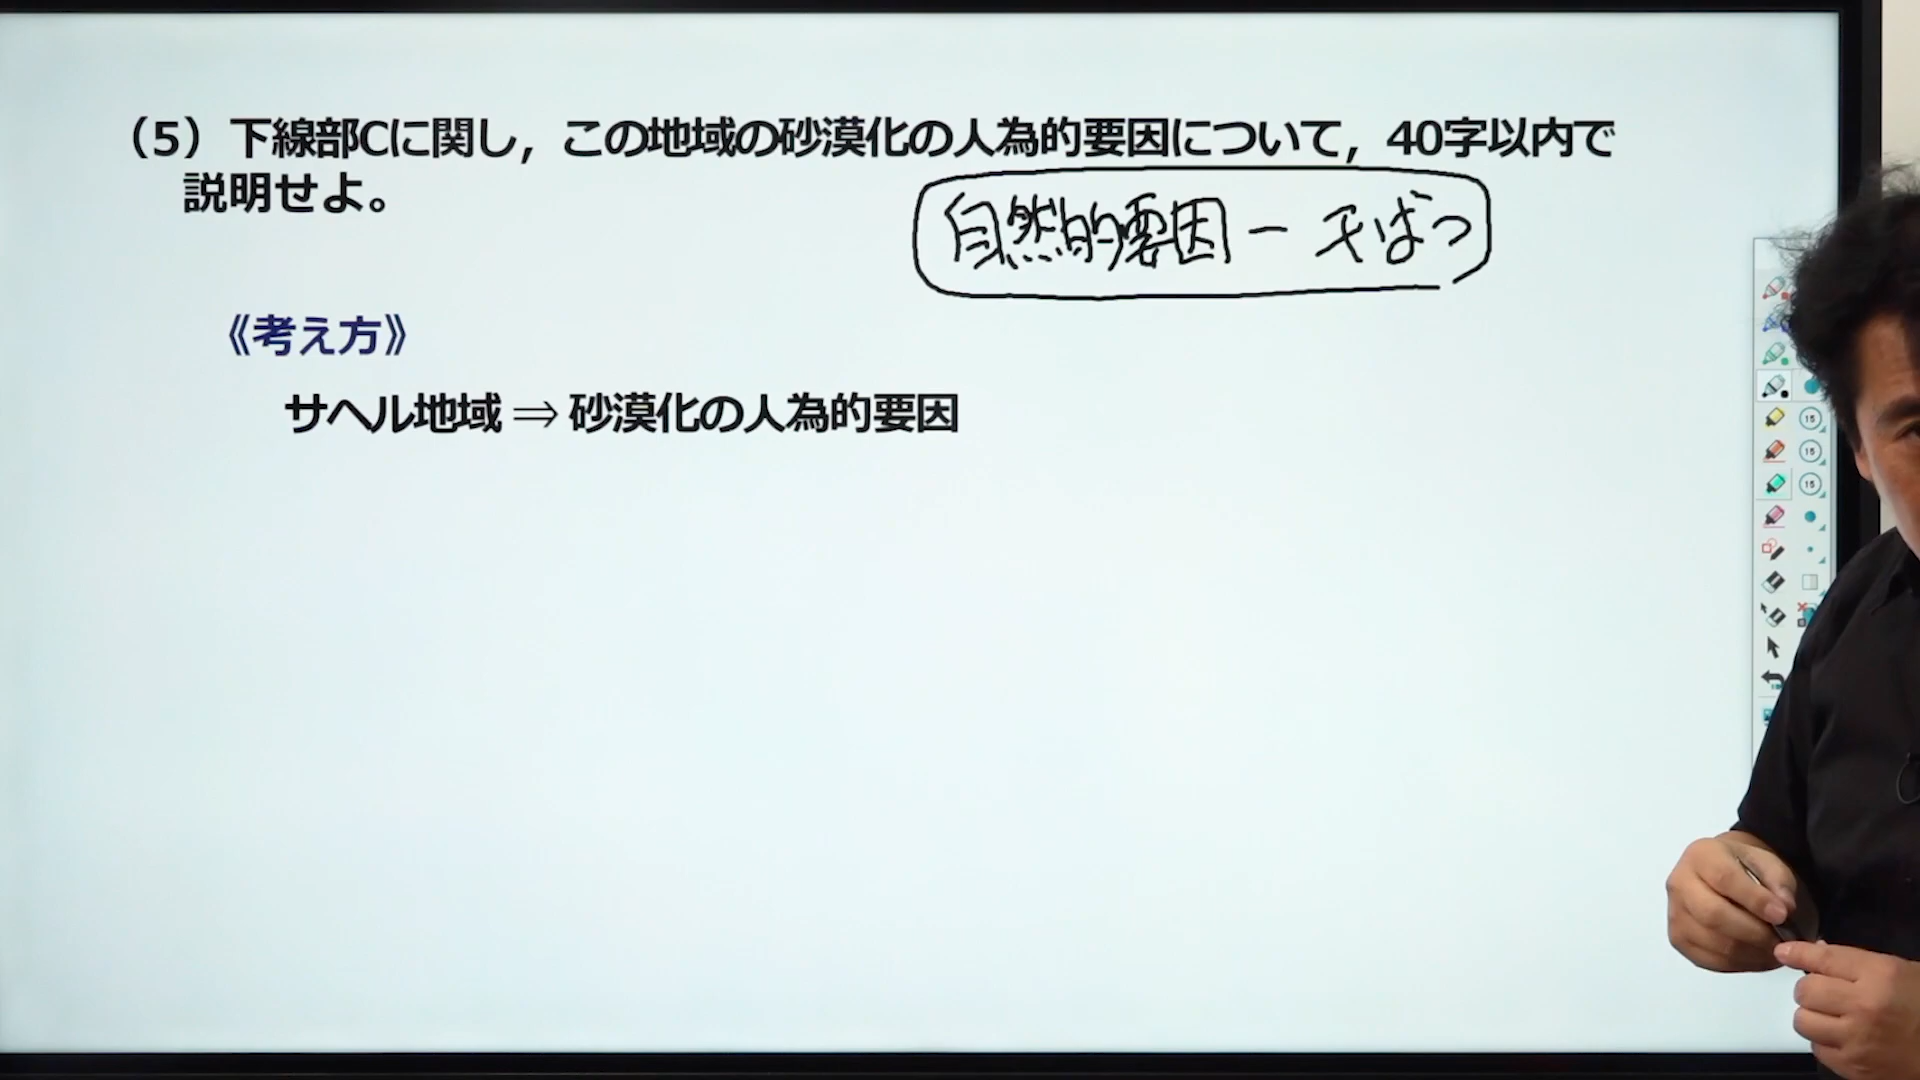 （5）下線部Cに関し，この地域の砂漠化の人為的要因について，40字以内で
説明せよ。
自然的要因ー干ばつ
《考え方》
サヘル地域⇒砂漠化の人為的要因
15
15
15